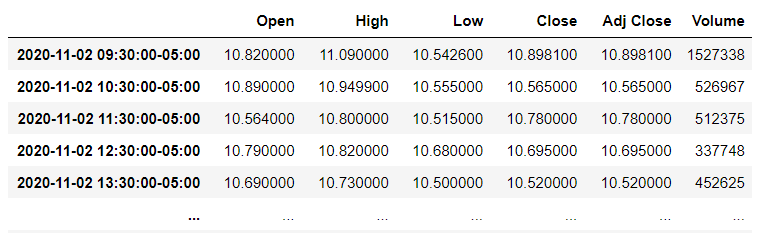 Open High Low Close Adj Close Volume
2020-11-02 09:30:00-05:00 10.820000 11.090000 10.542600 10.898100 10.898100 1527338
2020-11-02 10:30:00-05:00 10.890000 10.949900 10.555000 10.565000 10.565000 526967
2020-11-02 11:30:00-05:00 10.564000 10.800000 10.515000 10.780000 10.780000 512375
2020-11-02 12:30:00-05:00 10.790000 10.820000 10.680000 10.695000 10.695000 337748
2020-11-02 13:30:00-05:00 10.690000 10.730000 10.500000 10.520000 10.520000 452625
... ... ... ... ... ... ...